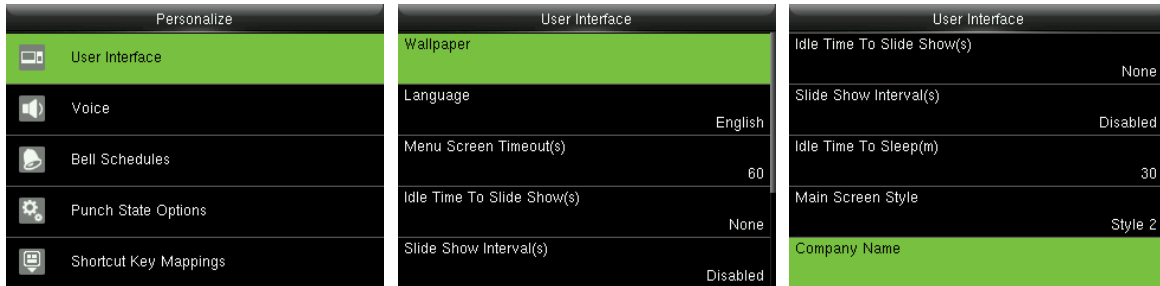 Personalize
User Interface
Voice
Bell Schedules
Punch State Options
Shortcut Key Mappings
User Interface
Wallpaper
Language
English
Menu Screen Timeout(s)
60
Idle Time To Slide Show(s)
None
Slide Show Interval(s)
Disabled
User Interface
Idle Time To Slide Show(s)
None
Slide Show Interval(s)
Disabled
Idle Time To Sleep(m)
30
Main Screen Style
Style 2
Company Name